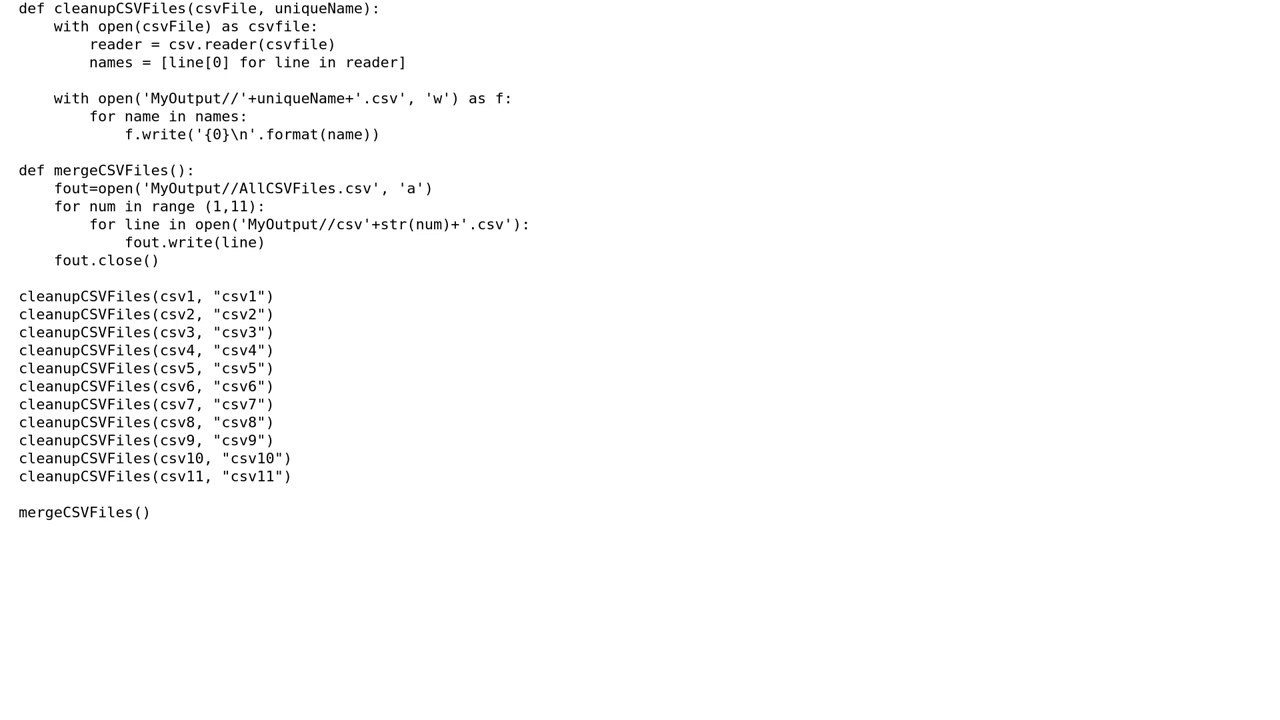 def cleanupCSVFiles(csvFile, uniqueName):
    with open(csvFile) as csvfile:
        reader = csv.reader(csvfile)
        names = [line[0] for line in reader]

    with open('MyOutput//'+uniqueName+'.csv', 'w') as f:
        for name in names:
            f.write('{0}\n'.format(name))

def mergeCSVFiles():
    fout=open('MyOutput//AllCSVFiles.csv', 'a')
    for num in range (1,11):
        for line in open('MyOutput//csv'+str(num)+'.csv'):
            fout.write(line)
    fout.close()

cleanupCSVFiles(csv1, "csv1")
cleanupCSVFiles(csv2, "csv2")
cleanupCSVFiles(csv3, "csv3")
cleanupCSVFiles(csv4, "csv4")
cleanupCSVFiles(csv5, "csv5")
cleanupCSVFiles(csv6, "csv6")
cleanupCSVFiles(csv7, "csv7")
cleanupCSVFiles(csv8, "csv8")
cleanupCSVFiles(csv9, "csv9")
cleanupCSVFiles(csv10, "csv10")
cleanupCSVFiles(csv11, "csv11")

mergeCSVFiles()